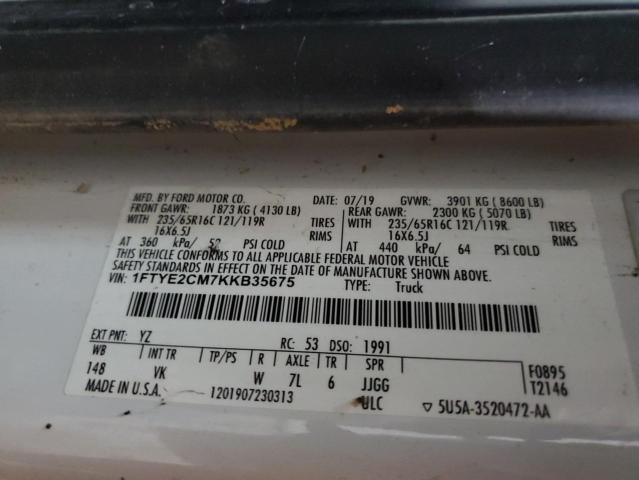 MFD. BY FORD MOTOR CO. DATE: 07/19 GVWR: 3901 KG ( 8600 LB)
FRONT GAWR: 1873 KG ( 4130 LB) REAR GAWR: 2300 KG ( 5070 LB)
WITH 235/65R16C 121/119R TIRES WITH 235/65R16C 121/119R TIRES
16X6.5J RIMS 16X6.5J RIMS
AT 360 kPa/ 52 PSI COLD AT 440 kPa/ 64 PSI COLD
THIS VEHICLE CONFORMS TO ALL APPLICABLE FEDERAL MOTOR VEHICLE
SAFETY STANDARDS IN EFFECT ON THE DATE OF MANUFACTURE SHOWN ABOVE.
VIN: 1FTYE2CM7KKB35675 TYPE: Truck
EXT PNT: YZ RC: 53 DSO: 1991
WB INT TR TP/PS R AXLE TR SPR F0895
148 VK W 7L 6 JJGG T2146
MADE IN U.S.A. 1201907230313 ULC ▽ 5U5A-3520472-AA